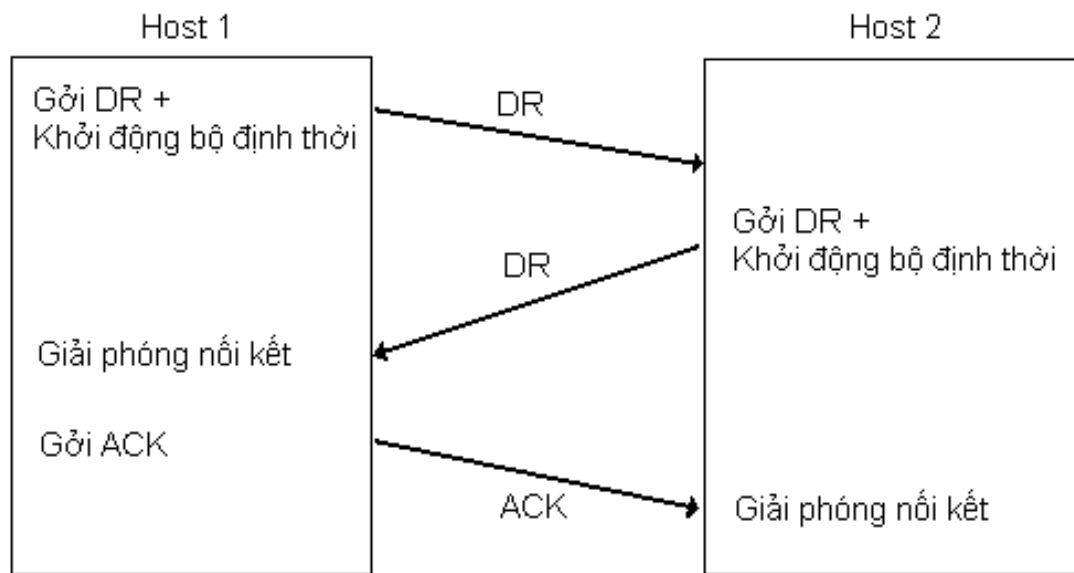 Host 1
Host 2
Gởi DR +
Khởi động bộ định thời
DR
Gởi DR +
Khởi động bộ định thời
DR
Giải phóng nối kết
Gởi ACK
ACK
Giải phóng nối kết